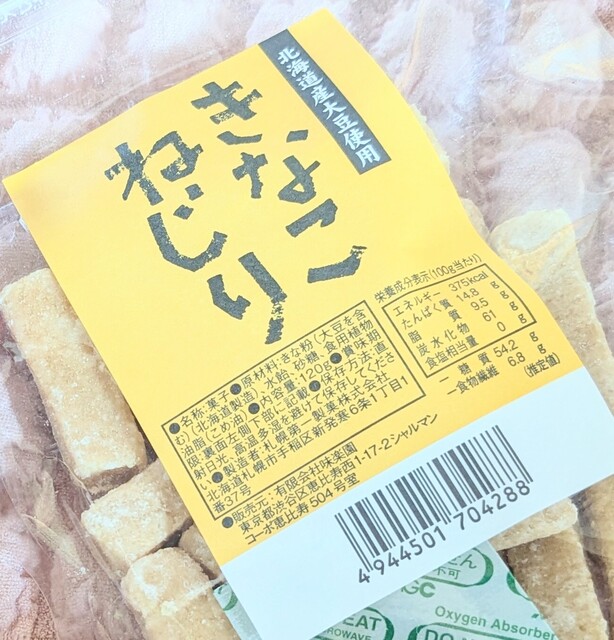 北海道産大豆使用
きなこ
ねじり
●名称:菓子●原材料:きな粉(大豆を含
む)(北海道製造)、水飴、砂糖、食用植物
油脂(こめ油)●内容量:120g●賞味期
限:裏面左側下部に記載●保存方法:直
射日光、高温多湿を避けて保存してくださ
い●製造者:札幌第一製菓株式会社
北海道札幌市手稲区新発寒6条1丁目1
番37号
●販売元:有限会社味楽園
東京都渋谷区恵比寿西1-17-2シャルマン
コーポ恵比寿504号室
栄養成分表示(100g当たり)
エネルギー 375kcal
たんぱく質 14.8 g
脂質 9.5 g
炭水化物 61 g
食塩相当量 0 g
糖質 54.2 g
食物繊維 6.8 g
(推定値)
4944501 704288
不可
GC
EAT
Oxygen Absorber